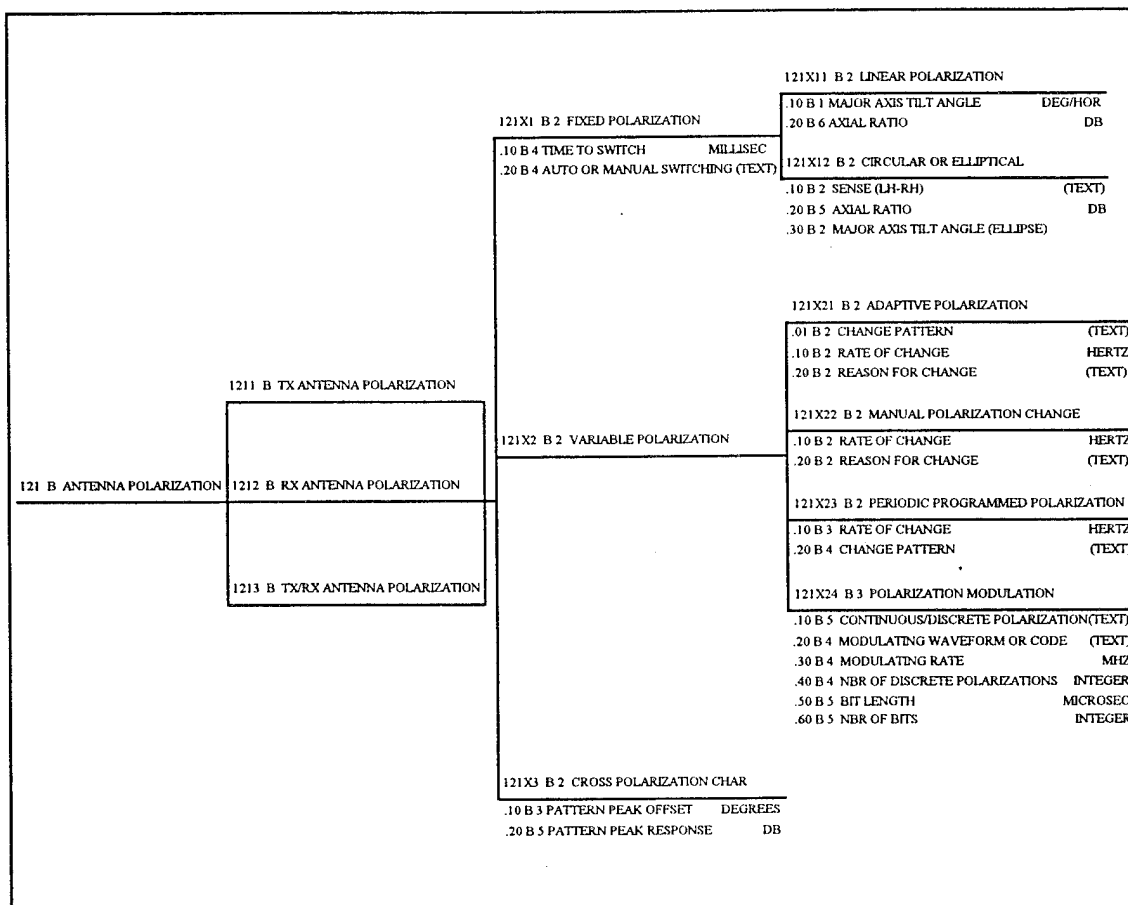 121X11 B 2 LINEAR POLARIZATION
.10 B 1 MAJOR AXIS TILT ANGLE DEG/HOR
.20 B 6 AXIAL RATIO DB
121X1 B 2 FIXED POLARIZATION
.10 B 4 TIME TO SWITCH MILLISEC
.20 B 4 AUTO OR MANUAL SWITCHING (TEXT)
121X12 B 2 CIRCULAR OR ELLIPTICAL
.10 B 2 SENSE (LH-RH) (TEXT)
.20 B 5 AXIAL RATIO DB
.30 B 2 MAJOR AXIS TILT ANGLE (ELLIPSE)
121X21 B 2 ADAPTIVE POLARIZATION
.01 B 2 CHANGE PATTERN (TEXT)
.10 B 2 RATE OF CHANGE HERTZ
.20 B 2 REASON FOR CHANGE (TEXT)
1211 B TX ANTENNA POLARIZATION
121X22 B 2 MANUAL POLARIZATION CHANGE
121X2 B 2 VARIABLE POLARIZATION
.10 B 2 RATE OF CHANGE HERTZ
.20 B 2 REASON FOR CHANGE (TEXT)
121 B ANTENNA POLARIZATION
1212 B RX ANTENNA POLARIZATION
121X23 B 2 PERIODIC PROGRAMMED POLARIZATION
.10 B 3 RATE OF CHANGE HERTZ
.20 B 4 CHANGE PATTERN (TEXT)
1213 B TX/RX ANTENNA POLARIZATION
121X24 B 3 POLARIZATION MODULATION
.10 B 5 CONTINUOUS/DISCRETE POLARIZATION(TEXT)
.20 B 4 MODULATING WAVEFORM OR CODE (TEXT)
.30 B 4 MODULATING RATE MHZ
.40 B 4 NBR OF DISCRETE POLARIZATIONS INTEGER
.50 B 5 BIT LENGTH MICROSEC
.60 B 5 NBR OF BITS INTEGER
121X3 B 2 CROSS POLARIZATION CHAR
.10 B 3 PATTERN PEAK OFFSET DEGREES
.20 B 5 PATTERN PEAK RESPONSE DB